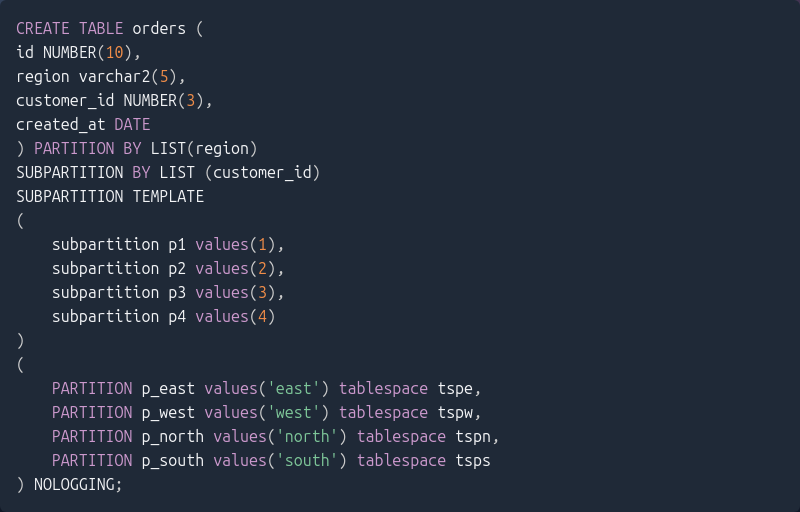 CREATE TABLE orders (
id NUMBER(10),
region varchar2(5),
customer_id NUMBER(3),
created_at DATE
) PARTITION BY LIST(region)
SUBPARTITION BY LIST (customer_id)
SUBPARTITION TEMPLATE
(
    subpartition p1 values(1),
    subpartition p2 values(2),
    subpartition p3 values(3),
    subpartition p4 values(4)
)
(
    PARTITION p_east values('east') tablespace tspe,
    PARTITION p_west values('west') tablespace tspw,
    PARTITION p_north values('north') tablespace tspn,
    PARTITION p_south values('south') tablespace tsps
) NOLOGGING;